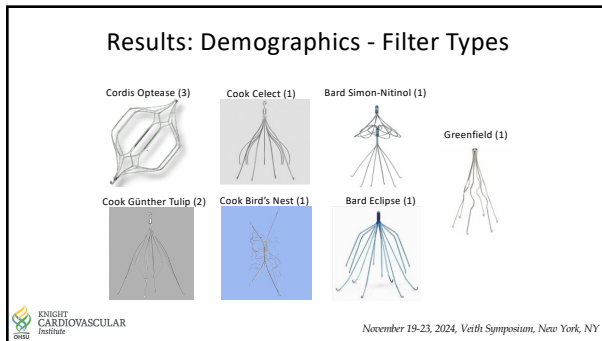 Results: Demographics - Filter Types
Cordis Optease (3)
Cook Celect (1)
Bard Simon-Nitinol (1)
Greenfield (1)
Cook Günther Tulip (2)
Cook Bird's Nest (1)
Bard Eclipse (1)
OHSU
KNIGHT
CARDIOVASCULAR
Institute
November 19-23, 2024, Veith Symposium, New York, NY